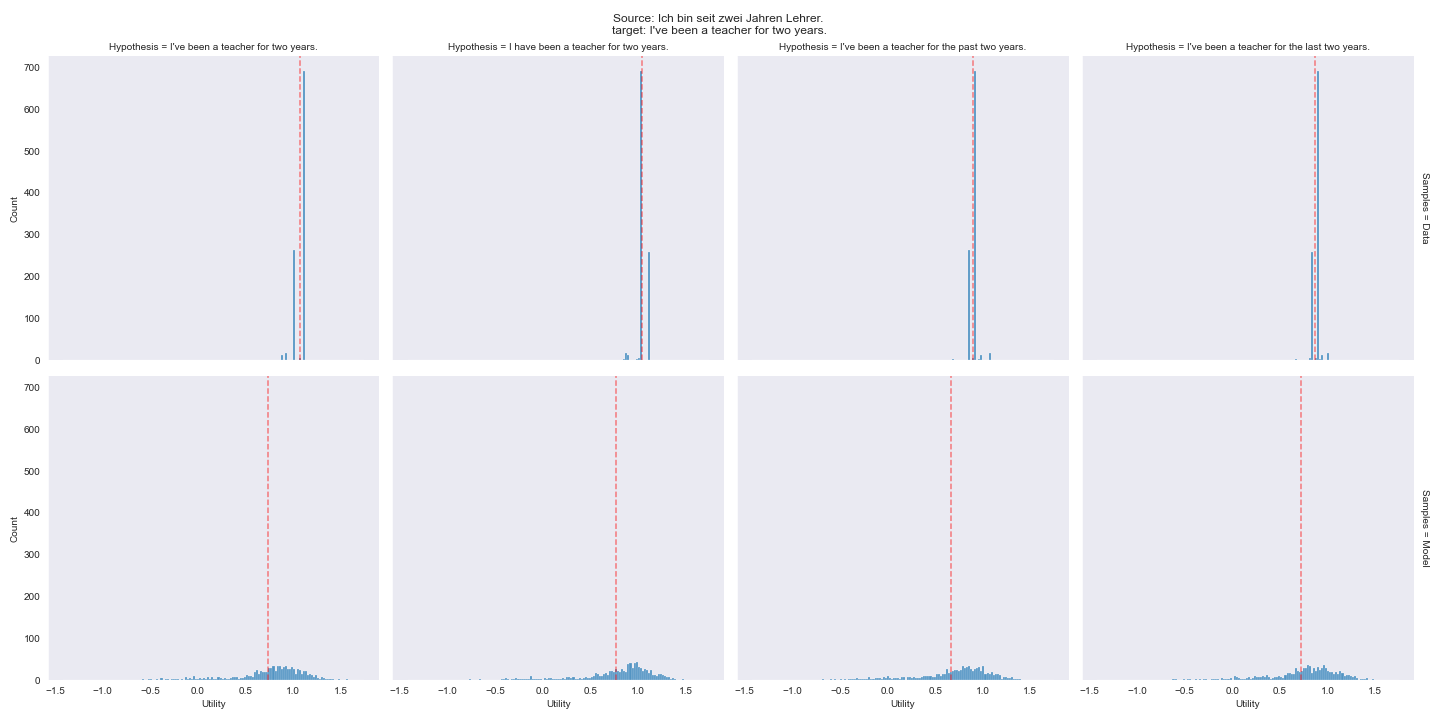 Source: Ich bin seit zwei Jahren Lehrer.
target: I've been a teacher for two years.
Hypothesis = I've been a teacher for two years.
Hypothesis = I have been a teacher for two years.
Hypothesis = I've been a teacher for the past two years.
Hypothesis = I've been a teacher for the last two years.
700
600
500
400
300
200
100
0
Count
Samples = Data
700
600
500
400
300
200
100
0
Count
Samples = Model
−1.5 −1.0 −0.5 0.0 0.5 1.0 1.5
Utility
−1.5 −1.0 −0.5 0.0 0.5 1.0 1.5
Utility
−1.5 −1.0 −0.5 0.0 0.5 1.0 1.5
Utility
−1.5 −1.0 −0.5 0.0 0.5 1.0 1.5
Utility